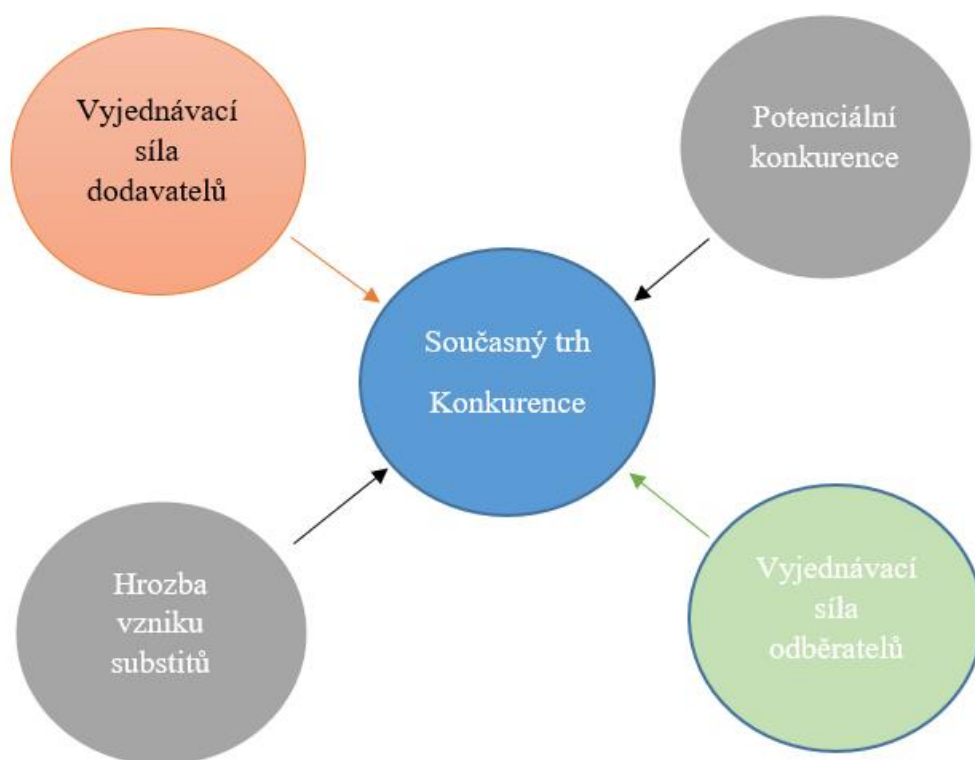 Vyjednávací
síla
dodavatelů
Potenciální
konkurence
Současný trh
Konkurence
Hrozba
vzniku
substitů
Vyjednávací
síla
odběratelů